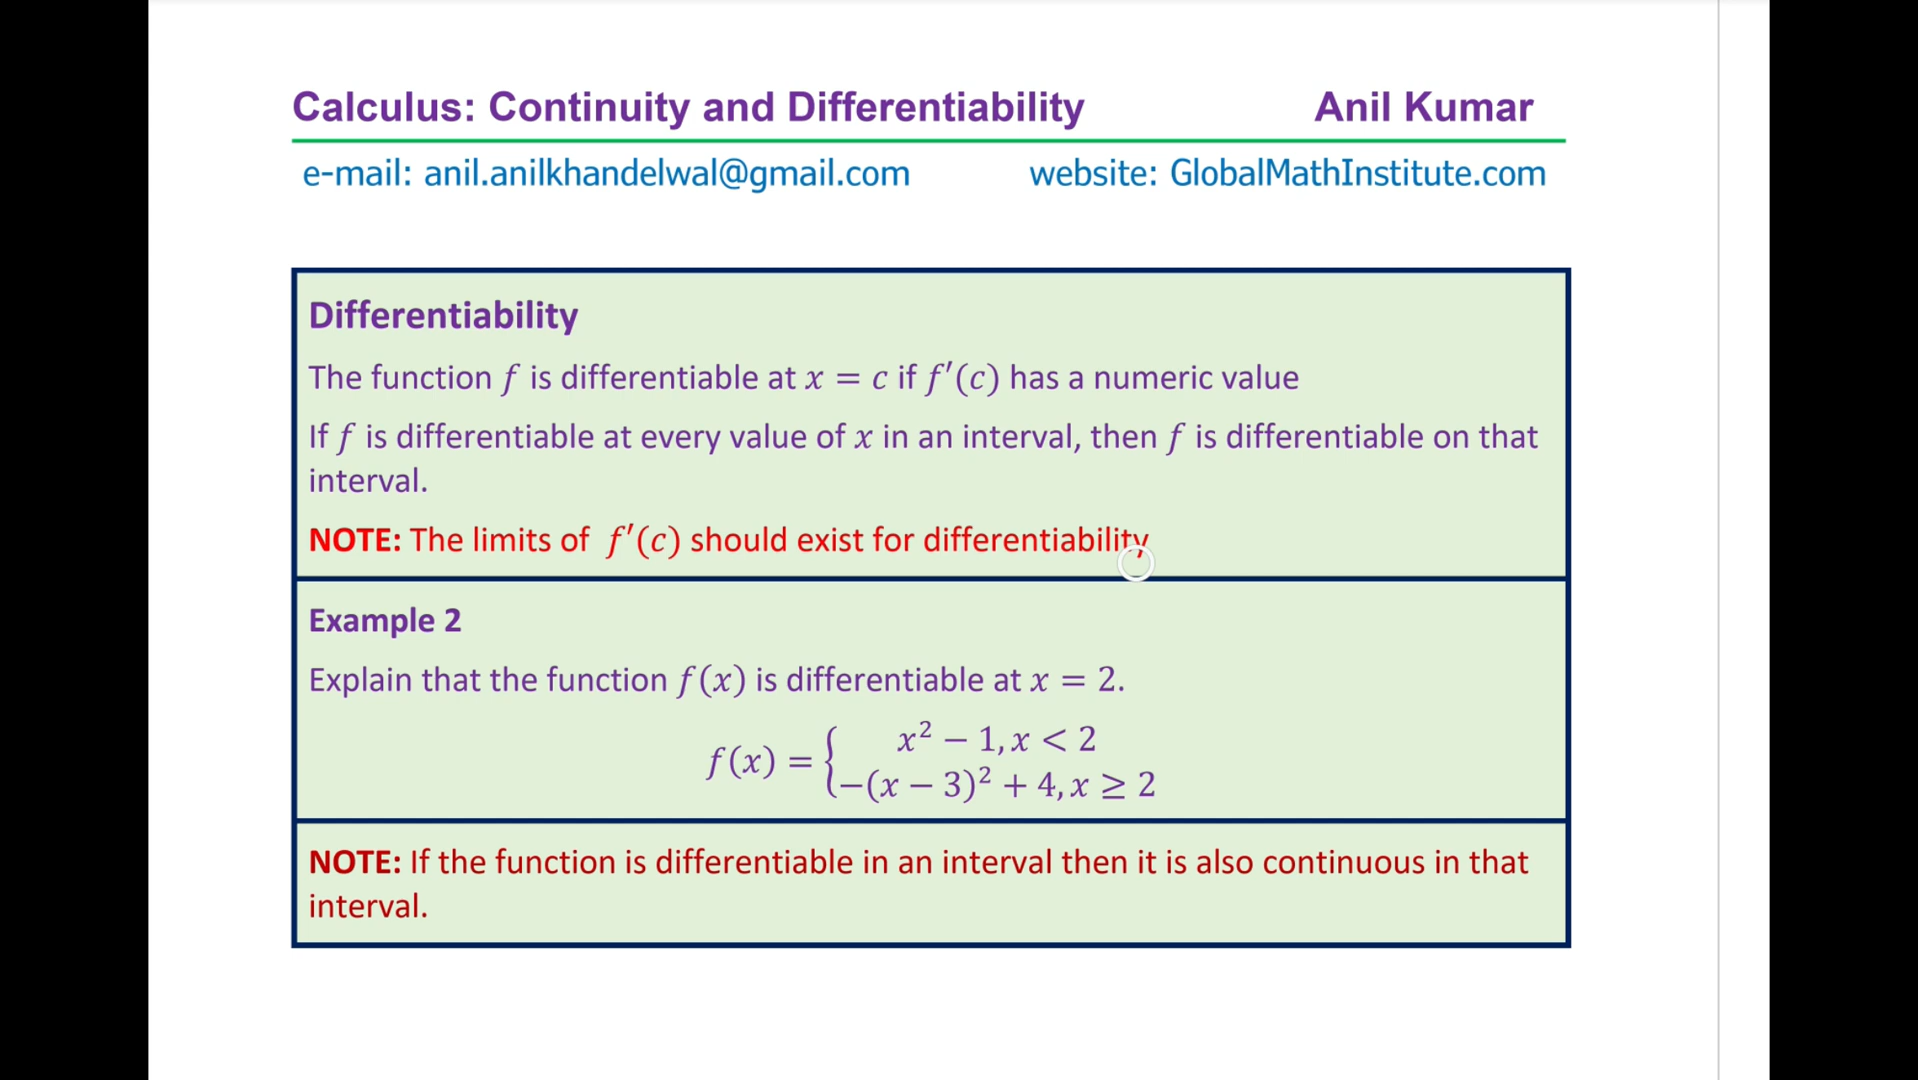 Calculus: Continuity and Differentiability Anil Kumar
e-mail: anil.anilkhandelwal@gmail.com website: GlobalMathInstitute.com
Differentiability
The function f is differentiable at x = c if f′(c) has a numeric value
If f is differentiable at every value of x in an interval, then f is differentiable on that
interval.
NOTE: The limits of f′(c) should exist for differentiability
Example 2
Explain that the function f(x) is differentiable at x = 2.
f(x) = { x² − 1, x < 2
−(x − 3)² + 4, x ≥ 2
NOTE: If the function is differentiable in an interval then it is also continuous in that
interval.